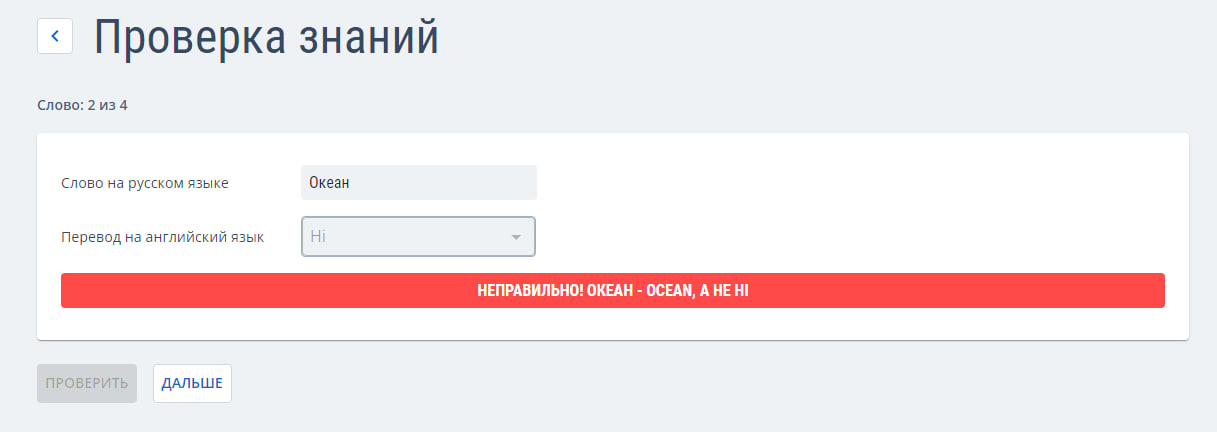 Проверка знаний
Слово: 2 из 4
Слово на русском языке
Океан
Перевод на английский язык
Hi
НЕПРАВИЛЬНО! ОКЕАН - OCEAN, А НЕ HI
ПРОВЕРИТЬ
ДАЛЬШЕ